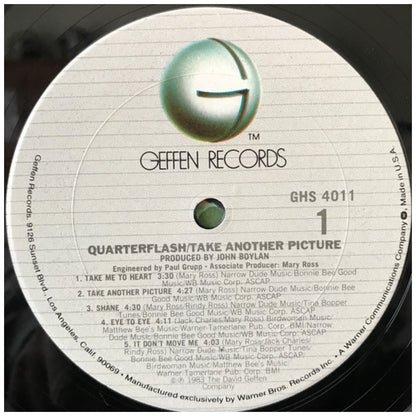 TM
GEFFEN RECORDS
GHS 4011
1
QUARTERFLASH/TAKE ANOTHER PICTURE
PRODUCED BY JOHN BOYLAN
Engineered by Paul Grupp - Associate Producer: Mary Ross
1. TAKE ME TO HEART 3:30 (Mary Ross) Narrow Dude Music/Bonnie Bee Good
Music/WB Music Corp. ASCAP
2. TAKE ANOTHER PICTURE 4:27 (Mary Ross) Narrow Dude Music/Bonnie Bee
Good Music/WB Music Corp. ASCAP
3. SHANE 4:30 (Mary Ross/Rindy Ross) Narrow Dude Music/Tina Bopper
Tunes/Bonnie Bee Good Music/WB Music Corp. ASCAP
4. EYE TO EYE 4:11 (Jack Charles/Mary Ross) Birdwoman Music/
Matthew Bee's Music/Warner-Tamerlane Pub. Corp. BMI/Narrow
Dude Music/Bonnie Bee Good Music/WB Music Corp. ASCAP
5. IT DON'T MOVE ME 4:03 (Mary Ross/Jack Charles/
Rindy Ross) Narrow Dude Music/Tina Bopper Tunes/
Bonnie Bee Good Music/WB Music Corp. ASCAP
Birdwoman Music/Matthew Bee's Music/
Warner-Tamerlane Pub. Corp. BMI
℗ 1983 The David Geffen
Company
Geffen Records, 9126 Sunset Blvd., Los Angeles, Calif. 90069 • Manufactured exclusively by Warner Bros. Records Inc., a Warner Communications Company Made in U.S.A.